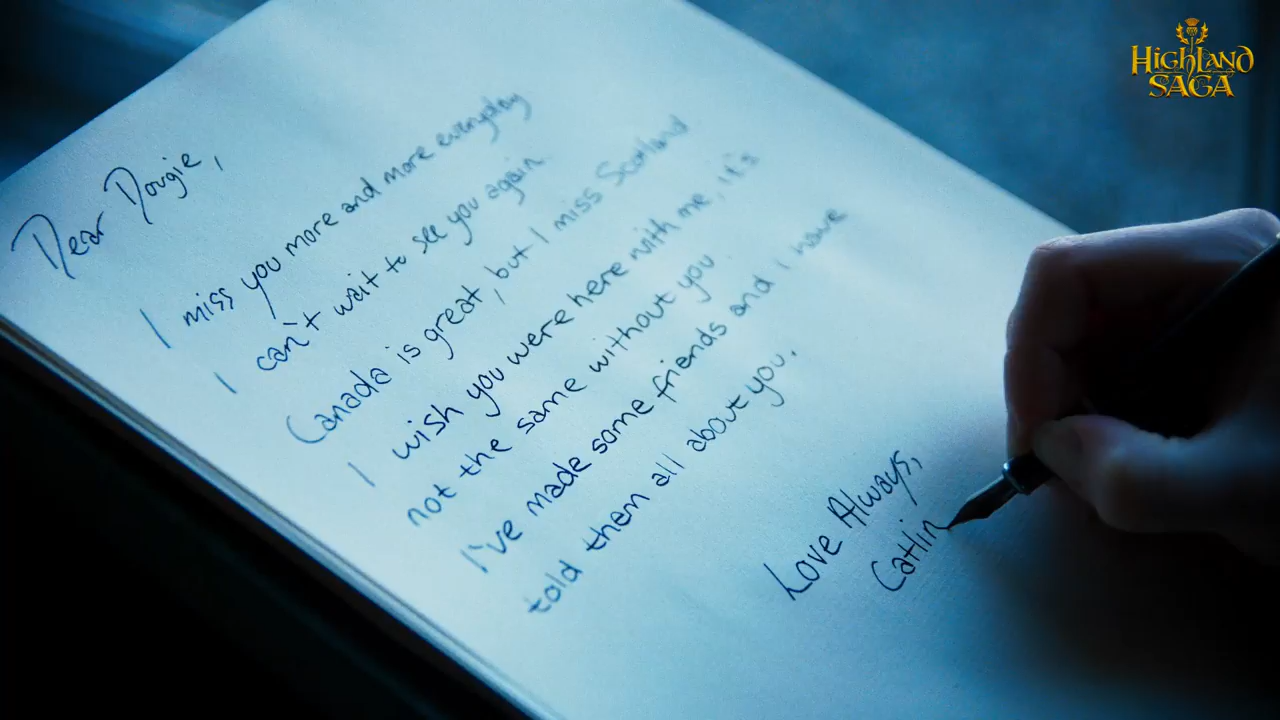 Dear Dougie,
I miss you more and more everyday
I can't wait to see you again
Canada is great, but I miss Scotland
I wish you were here with me, it's
not the same without you
I've made some friends and I have
told them all about you.
Love Always,
Catlin
HIGHLAND
SAGA